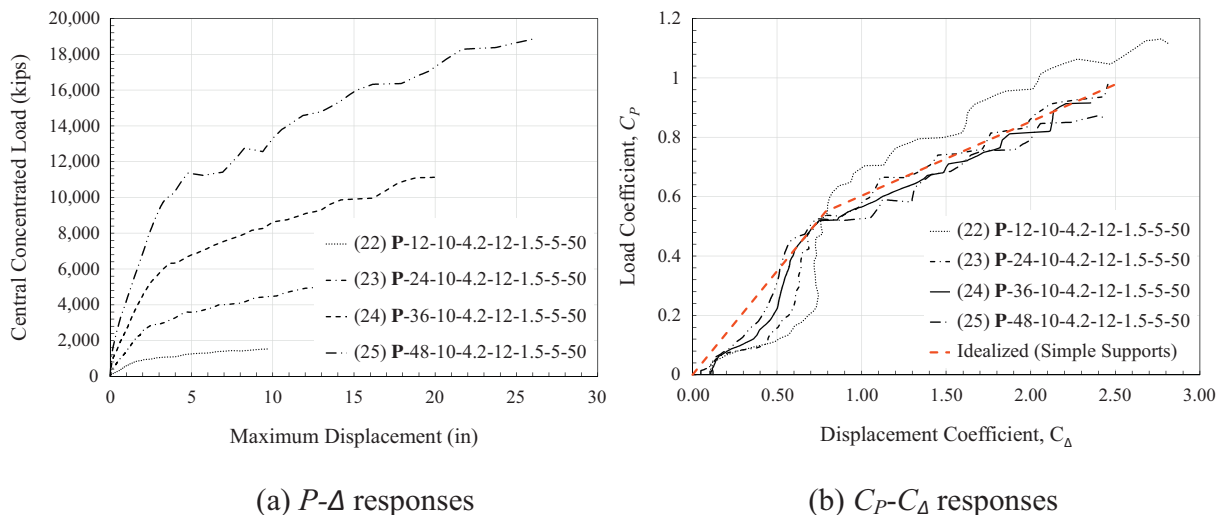 20,000
18,000
16,000
14,000
12,000
10,000
8,000
6,000
4,000
2,000
0
0 5 10 15 20 25 30
Central Concentrated Load (kips)
Maximum Displacement (in)
(22) P-12-10-4.2-12-1.5-5-50
(23) P-24-10-4.2-12-1.5-5-50
(24) P-36-10-4.2-12-1.5-5-50
(25) P-48-10-4.2-12-1.5-5-50
(a) P-Δ responses
1.2
1
0.8
0.6
0.4
0.2
0
0.00 0.50 1.00 1.50 2.00 2.50 3.00
Load Coefficient, C_P
Displacement Coefficient, C_Δ
(22) P-12-10-4.2-12-1.5-5-50
(23) P-24-10-4.2-12-1.5-5-50
(24) P-36-10-4.2-12-1.5-5-50
(25) P-48-10-4.2-12-1.5-5-50
Idealized (Simple Supports)
(b) C_P-C_Δ responses